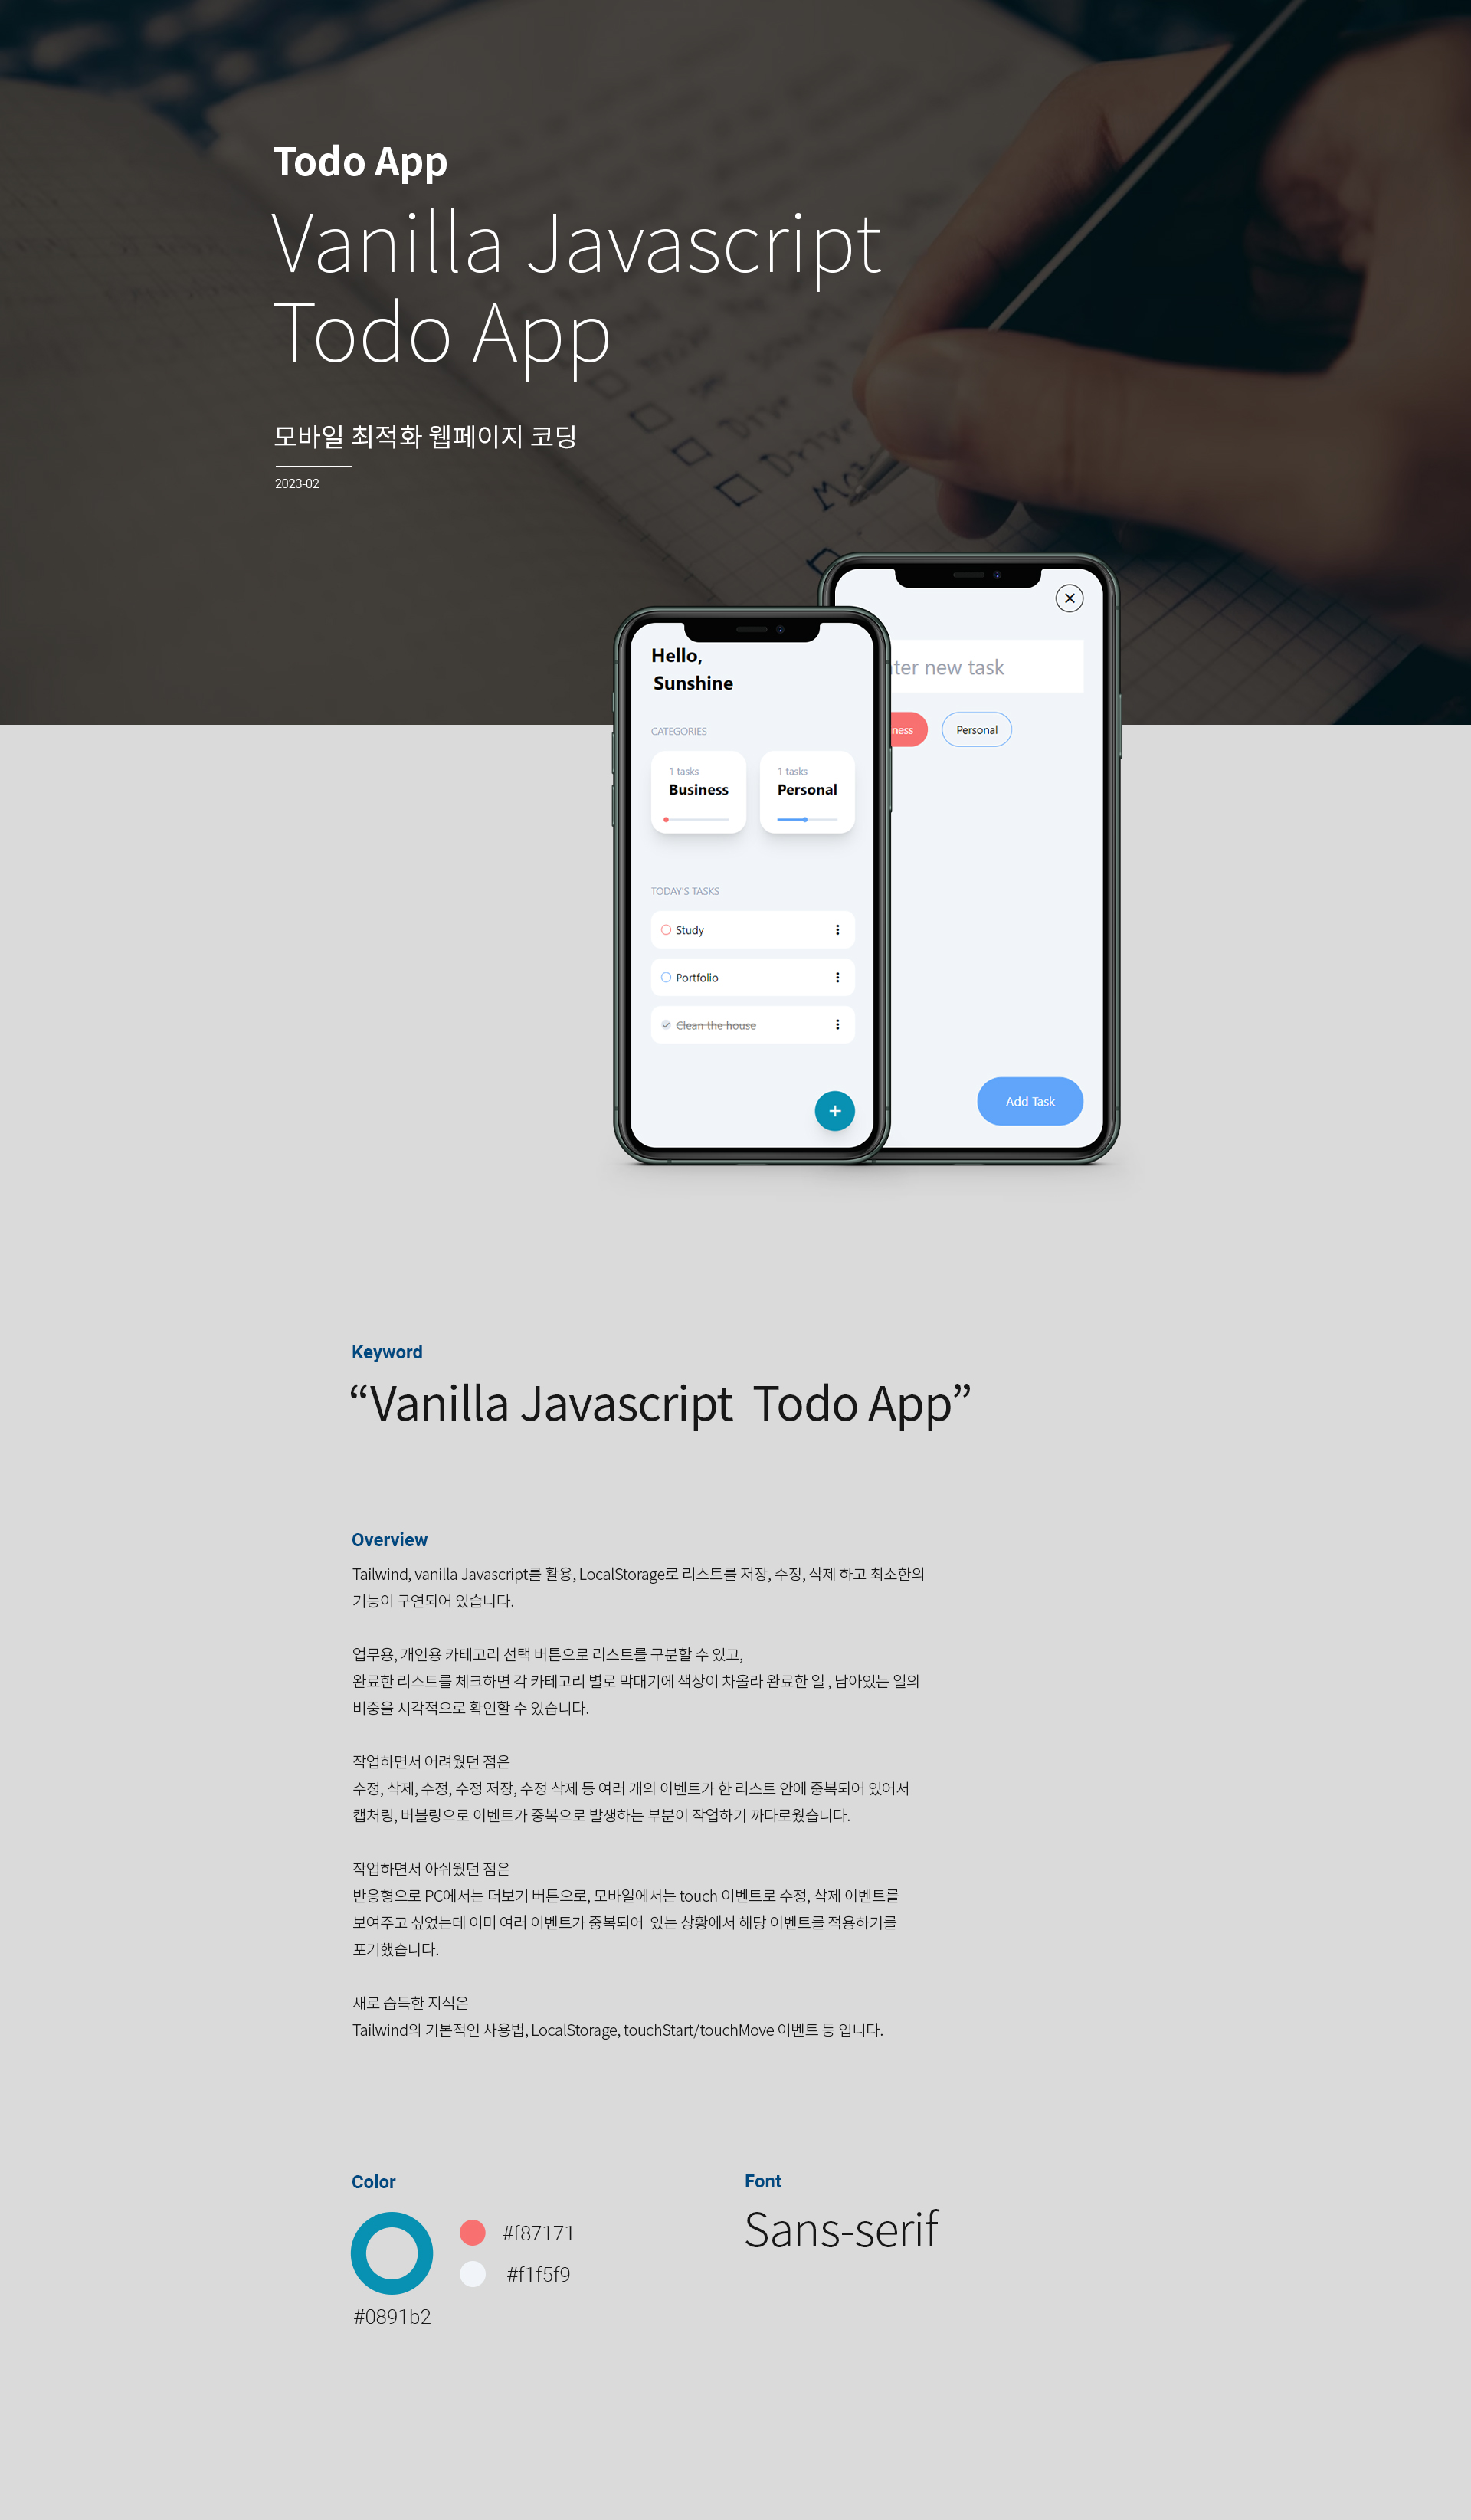 Todo App
Vanilla Javascript
Todo App
모바일 최적화 웹페이지 코딩
2023-02
Hello,
Sunshine
CATEGORIES
1 tasks
Business
1 tasks
Personal
TODAY'S TASKS
Study
Portfolio
Clean the house
+
ter new task
ness
Personal
Add Task
Drive
Drive
Keyword
“Vanilla Javascript  Todo App”
Overview
Tailwind, vanilla Javascript를 활용, LocalStorage로 리스트를 저장, 수정, 삭제 하고 최소한의
기능이 구연되어 있습니다.
업무용, 개인용 카테고리 선택 버튼으로 리스트를 구분할 수 있고,
완료한 리스트를 체크하면 각 카테고리 별로 막대기에 색상이 차올라 완료한 일 , 남아있는 일의
비중을 시각적으로 확인할 수 있습니다.
작업하면서 어려웠던 점은
수정, 삭제, 수정, 수정 저장, 수정 삭제 등 여러 개의 이벤트가 한 리스트 안에 중복되어 있어서
캡처링, 버블링으로 이벤트가 중복으로 발생하는 부분이 작업하기 까다로웠습니다.
작업하면서 아쉬웠던 점은
반응형으로 PC에서는 더보기 버튼으로, 모바일에서는 touch 이벤트로 수정, 삭제 이벤트를
보여주고 싶었는데 이미 여러 이벤트가 중복되어  있는 상황에서 해당 이벤트를 적용하기를
포기했습니다.
새로 습득한 지식은
Tailwind의 기본적인 사용법, LocalStorage, touchStart/touchMove 이벤트 등 입니다.
Color
#f87171
#f1f5f9
#0891b2
Font
Sans-serif